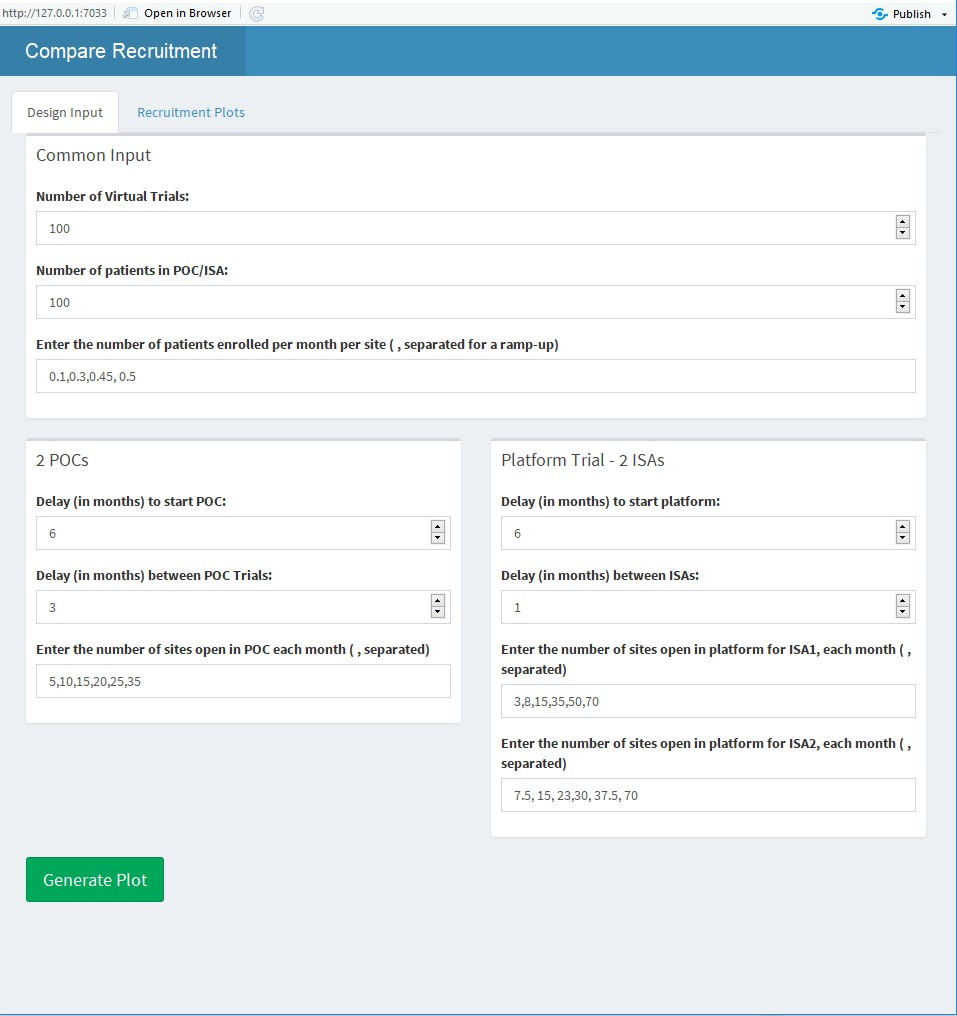 http://127.0.0.1:7033
Open in Browser
Publish
Compare Recruitment
Design Input
Recruitment Plots
Common Input
Number of Virtual Trials:
100
Number of patients in POC/ISA:
100
Enter the number of patients enrolled per month per site ( , separated for a ramp-up)
0.1,0.3,0.45, 0.5
2 POCs
Delay (in months) to start POC:
6
Delay (in months) between POC Trials:
3
Enter the number of sites open in POC each month ( , separated)
5,10,15,20,25,35
Platform Trial - 2 ISAs
Delay (in months) to start platform:
6
Delay (in months) between ISAs:
1
Enter the number of sites open in platform for ISA1, each month ( ,
separated)
3,8,15,35,50,70
Enter the number of sites open in platform for ISA2, each month ( ,
separated)
7.5, 15, 23,30, 37.5, 70
Generate Plot